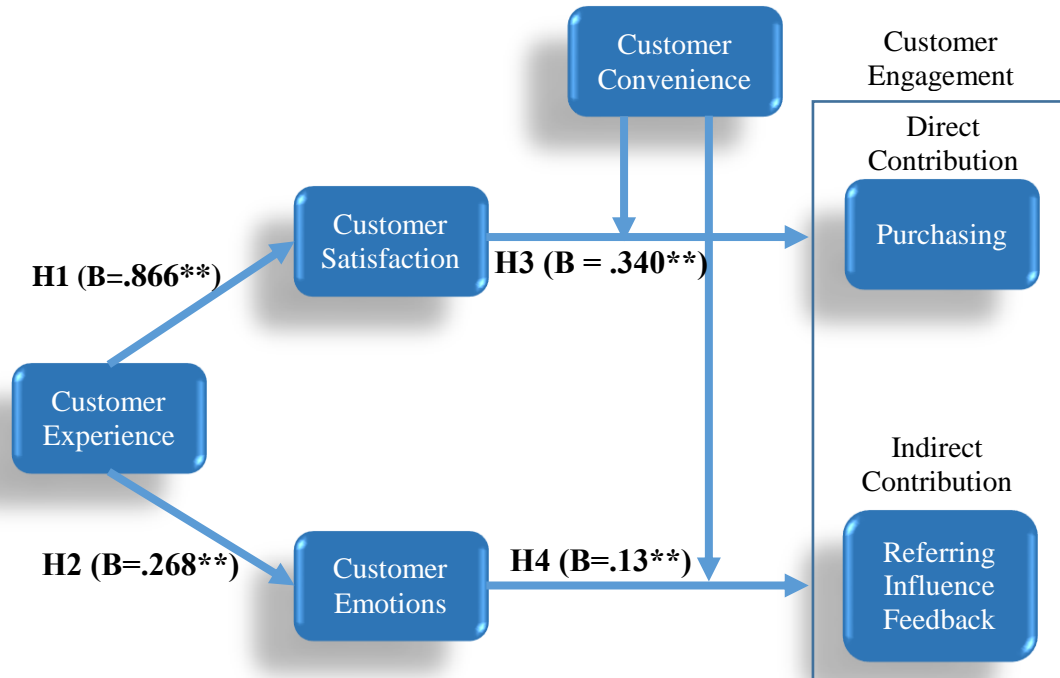 Customer
Convenience
Customer
Engagement
Direct
Contribution
Customer
Satisfaction
Purchasing
H1 (B=.866**)
H3 (B = .340**)
Customer
Experience
Indirect
Contribution
H2 (B=.268**)
Customer
Emotions
H4 (B=.13**)
Referring
Influence
Feedback